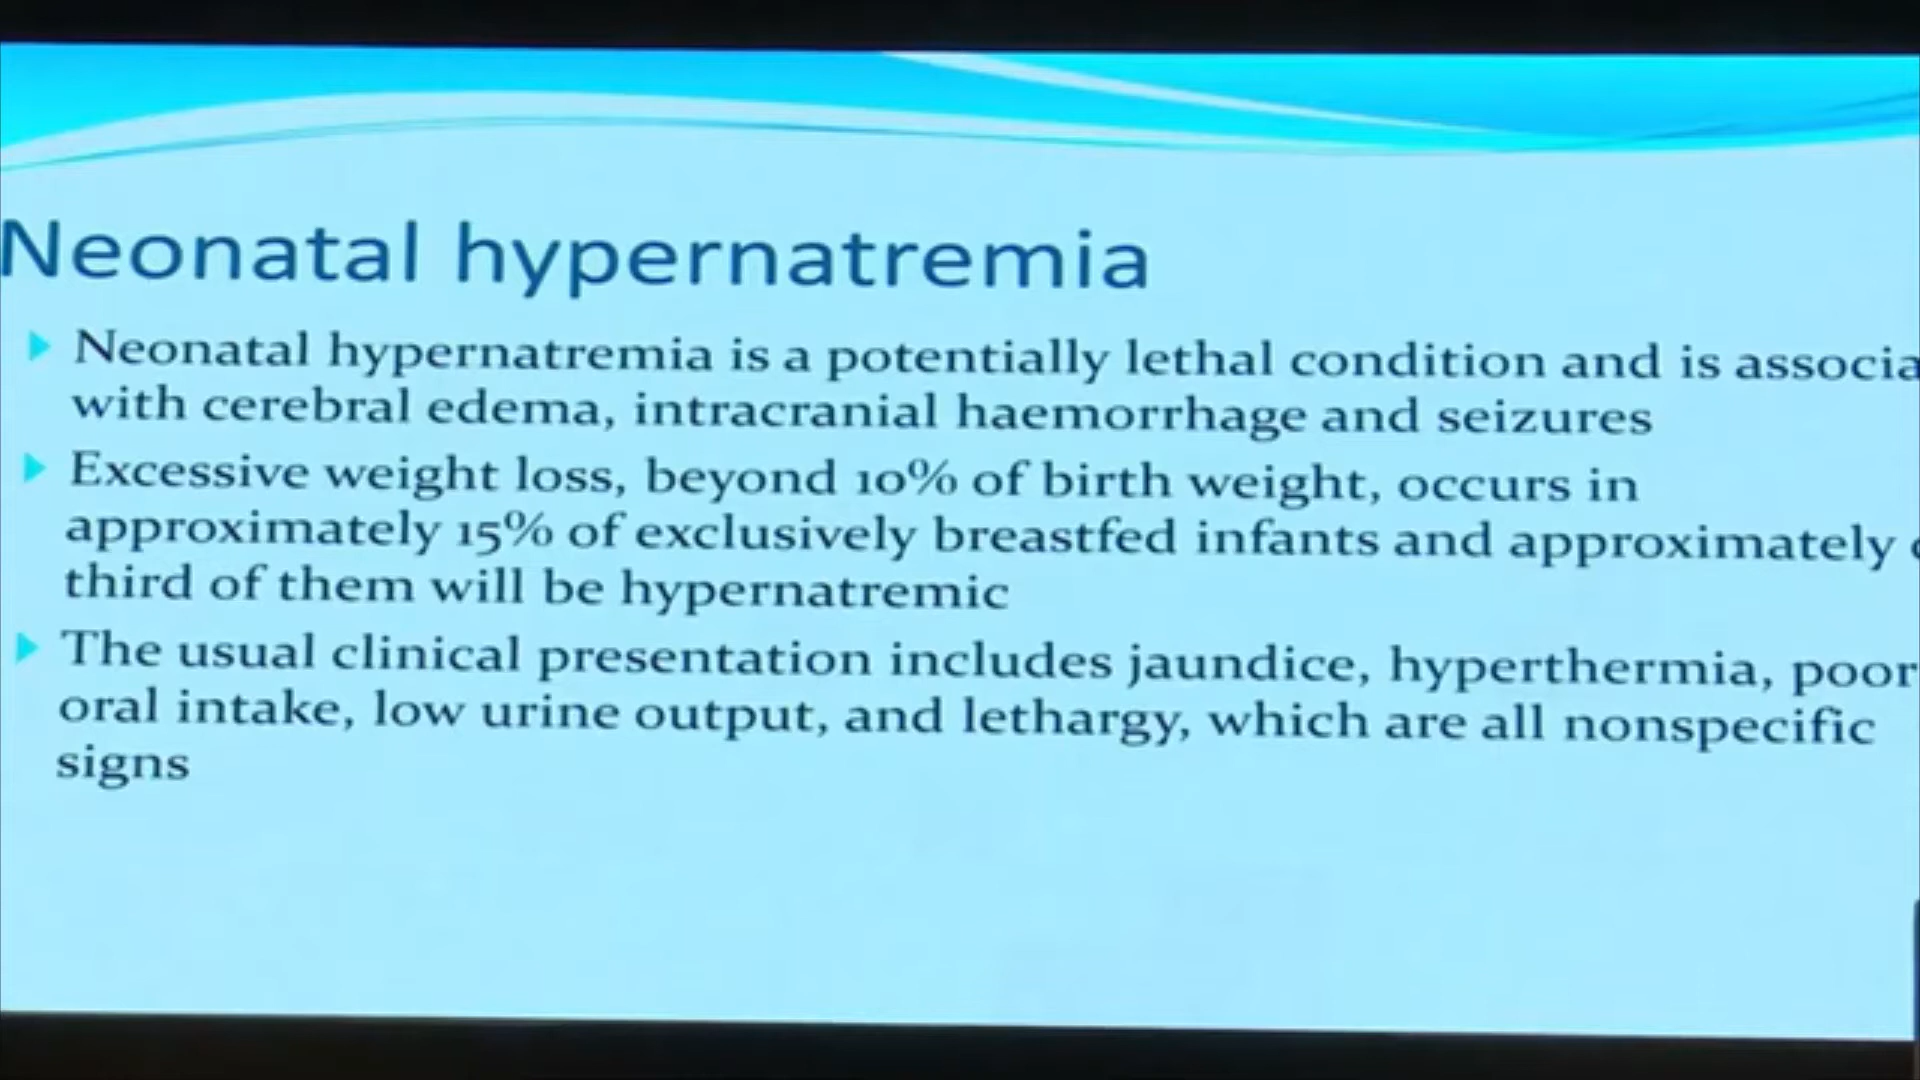 Neonatal hypernatremia
Neonatal hypernatremia is a potentially lethal condition and is
with cerebral edema, intracranial haemorrhage and seizures
Excessive weight loss, beyond 10% of birth weight, occurs in
approximately 15% of exclusively breastfed infants and approximately
third of them will be hypernatremic
The usual clinical presentation includes jaundice, hyperthermia, poor
oral intake, low urine output, and lethargy, which are all nonspecific
signs